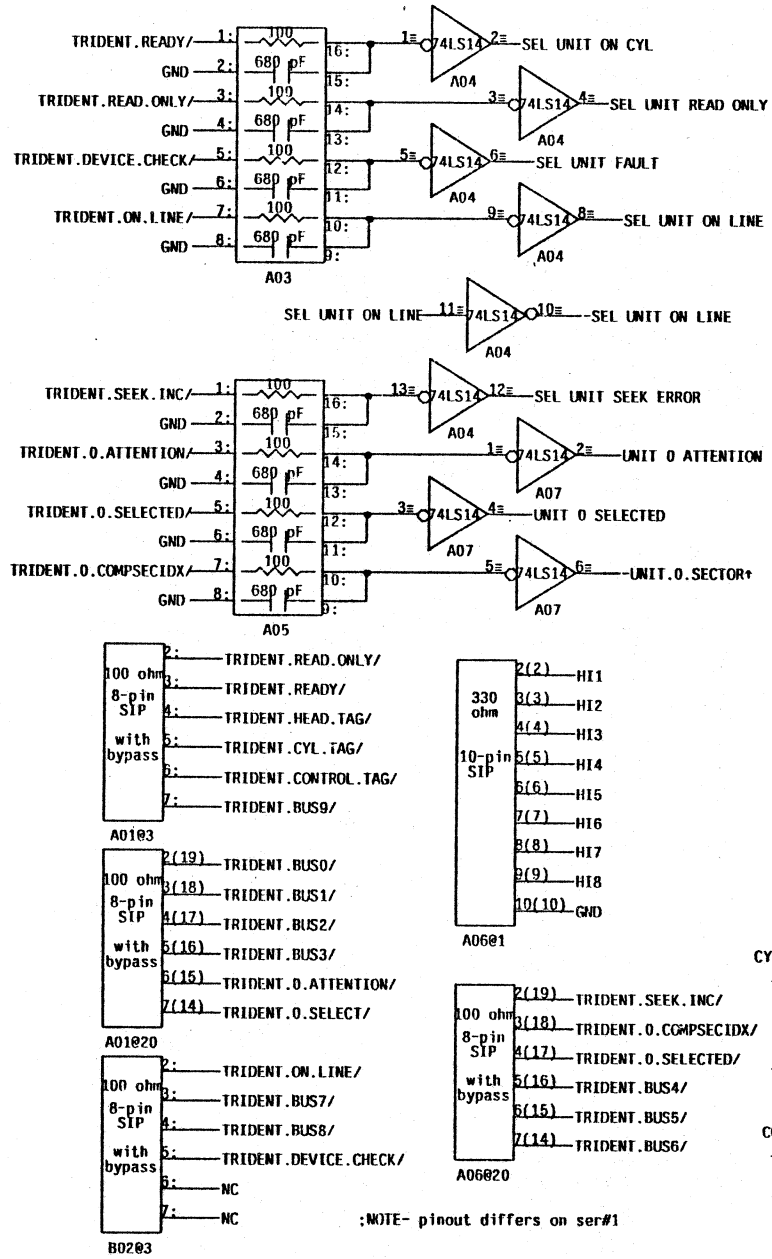 TRIDENT.READY/ 1: 100 16: 1≡ 74LS14 2≡ SEL UNIT ON CYL
GND 2: 680 pF 15: A04
TRIDENT.READ.ONLY/ 3: 100 14: 3≡ 74LS14 4≡ SEL UNIT READ ONLY
GND 4: 680 pF 13: A04
TRIDENT.DEVICE.CHECK/ 5: 100 12: 5≡ 74LS14 6≡ SEL UNIT FAULT
GND 6: 680 pF 11: A04
TRIDENT.ON.LINE/ 7: 100 10: 9≡ 74LS14 8≡ SEL UNIT ON LINE
GND 8: 680 pF 9: A04
A03
SEL UNIT ON LINE 11≡ 74LS14 10≡ -SEL UNIT ON LINE
A04
TRIDENT.SEEK.INC/ 1: 100 16: 13≡ 74LS14 12≡ SEL UNIT SEEK ERROR
GND 2: 680 pF 15: A04
TRIDENT.0.ATTENTION/ 3: 100 14: 1≡ 74LS14 2≡ UNIT 0 ATTENTION
GND 4: 680 pF 13: A07
TRIDENT.0.SELECTED/ 5: 100 12: 3≡ 74LS14 4≡ UNIT 0 SELECTED
GND 6: 680 pF 11: A07
TRIDENT.0.COMPSECIDX/ 7: 100 10: 5≡ 74LS14 6≡ -UNIT.0.SECTOR↑
GND 8: 680 pF 9: A07
A05
100 ohm
8-pin
SIP
with
bypass
2: TRIDENT.READ.ONLY/
3: TRIDENT.READY/
4: TRIDENT.HEAD.TAG/
5: TRIDENT.CYL.TAG/
6: TRIDENT.CONTROL.TAG/
7: TRIDENT.BUS9/
A01@3
330
ohm
10-pin
SIP
2(2) HI1
3(3) HI2
4(4) HI3
5(5) HI4
6(6) HI5
7(7) HI6
8(8) HI7
9(9) HI8
10(10) GND
A06@1
100 ohm
8-pin
SIP
with
bypass
2(19) TRIDENT.BUS0/
3(18) TRIDENT.BUS1/
4(17) TRIDENT.BUS2/
5(16) TRIDENT.BUS3/
6(15) TRIDENT.0.ATTENTION/
7(14) TRIDENT.0.SELECT/
A01@20
CY
100 ohm
8-pin
SIP
with
bypass
2(19) TRIDENT.SEEK.INC/
3(18) TRIDENT.0.COMPSECIDX/
4(17) TRIDENT.0.SELECTED/
5(16) TRIDENT.BUS4/
6(15) TRIDENT.BUS5/
7(14) TRIDENT.BUS6/
A06@20
100 ohm
8-pin
SIP
with
bypass
2: TRIDENT.ON.LINE/
3: TRIDENT.BUS7/
4: TRIDENT.BUS8/
5: TRIDENT.DEVICE.CHECK/
6: NC
7: NC
B02@3
;NOTE- pinout differs on ser#1